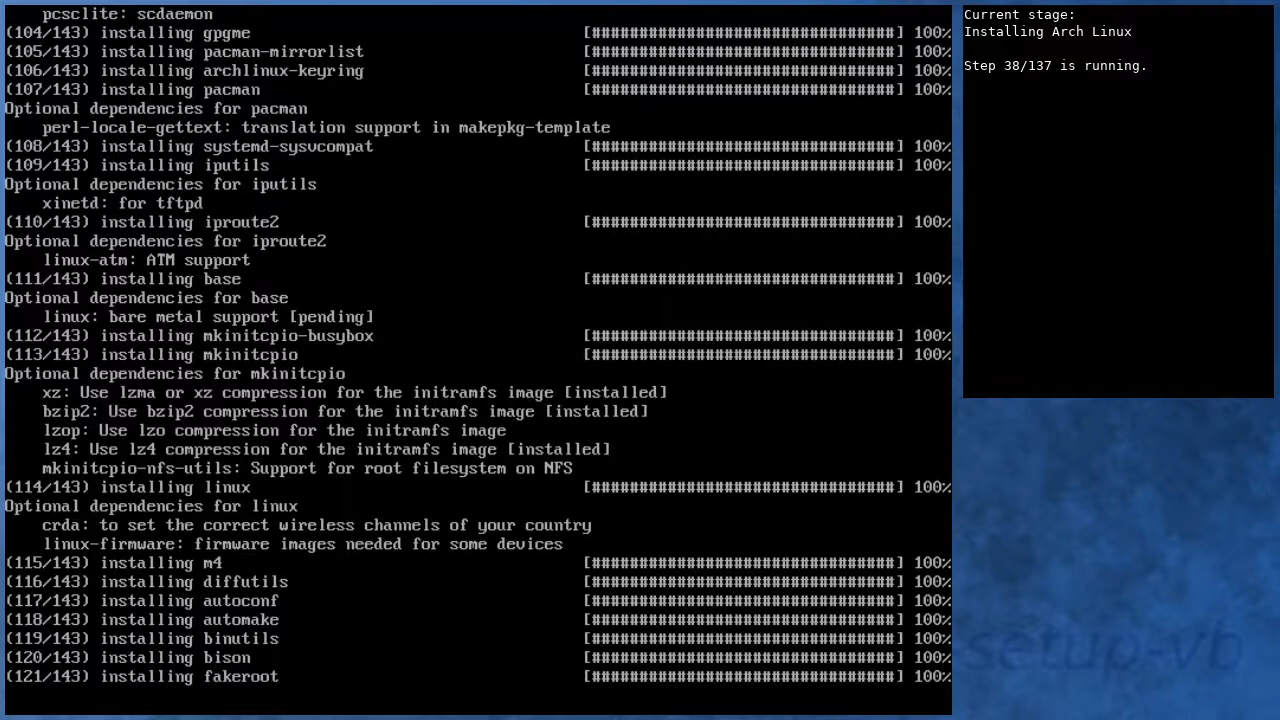 pcsclite: scdaemon
(104/143) installing gpgme                                   [################################] 100%
(105/143) installing pacman-mirrorlist                       [################################] 100%
(106/143) installing archlinux-keyring                       [################################] 100%
(107/143) installing pacman                                  [################################] 100%
Optional dependencies for pacman
    perl-locale-gettext: translation support in makepkg-template
(108/143) installing systemd-sysvcompat                      [################################] 100%
(109/143) installing iputils                                 [################################] 100%
Optional dependencies for iputils
    xinetd: for tftpd
(110/143) installing iproute2                                [################################] 100%
Optional dependencies for iproute2
    linux-atm: ATM support
(111/143) installing base                                    [################################] 100%
Optional dependencies for base
    linux: bare metal support [pending]
(112/143) installing mkinitcpio-busybox                      [################################] 100%
(113/143) installing mkinitcpio                              [################################] 100%
Optional dependencies for mkinitcpio
    xz: Use lzma or xz compression for the initramfs image [installed]
    bzip2: Use bzip2 compression for the initramfs image [installed]
    lzop: Use lzo compression for the initramfs image
    lz4: Use lz4 compression for the initramfs image [installed]
    mkinitcpio-nfs-utils: Support for root filesystem on NFS
(114/143) installing linux                                   [################################] 100%
Optional dependencies for linux
    crda: to set the correct wireless channels of your country
    linux-firmware: firmware images needed for some devices
(115/143) installing m4                                      [################################] 100%
(116/143) installing diffutils                               [################################] 100%
(117/143) installing autoconf                                [################################] 100%
(118/143) installing automake                                [################################] 100%
(119/143) installing binutils                                [################################] 100%
(120/143) installing bison                                   [################################] 100%
(121/143) installing fakeroot                                [################################] 100%
Current stage:
Installing Arch Linux
Step 38/137 is running.
setup-vb